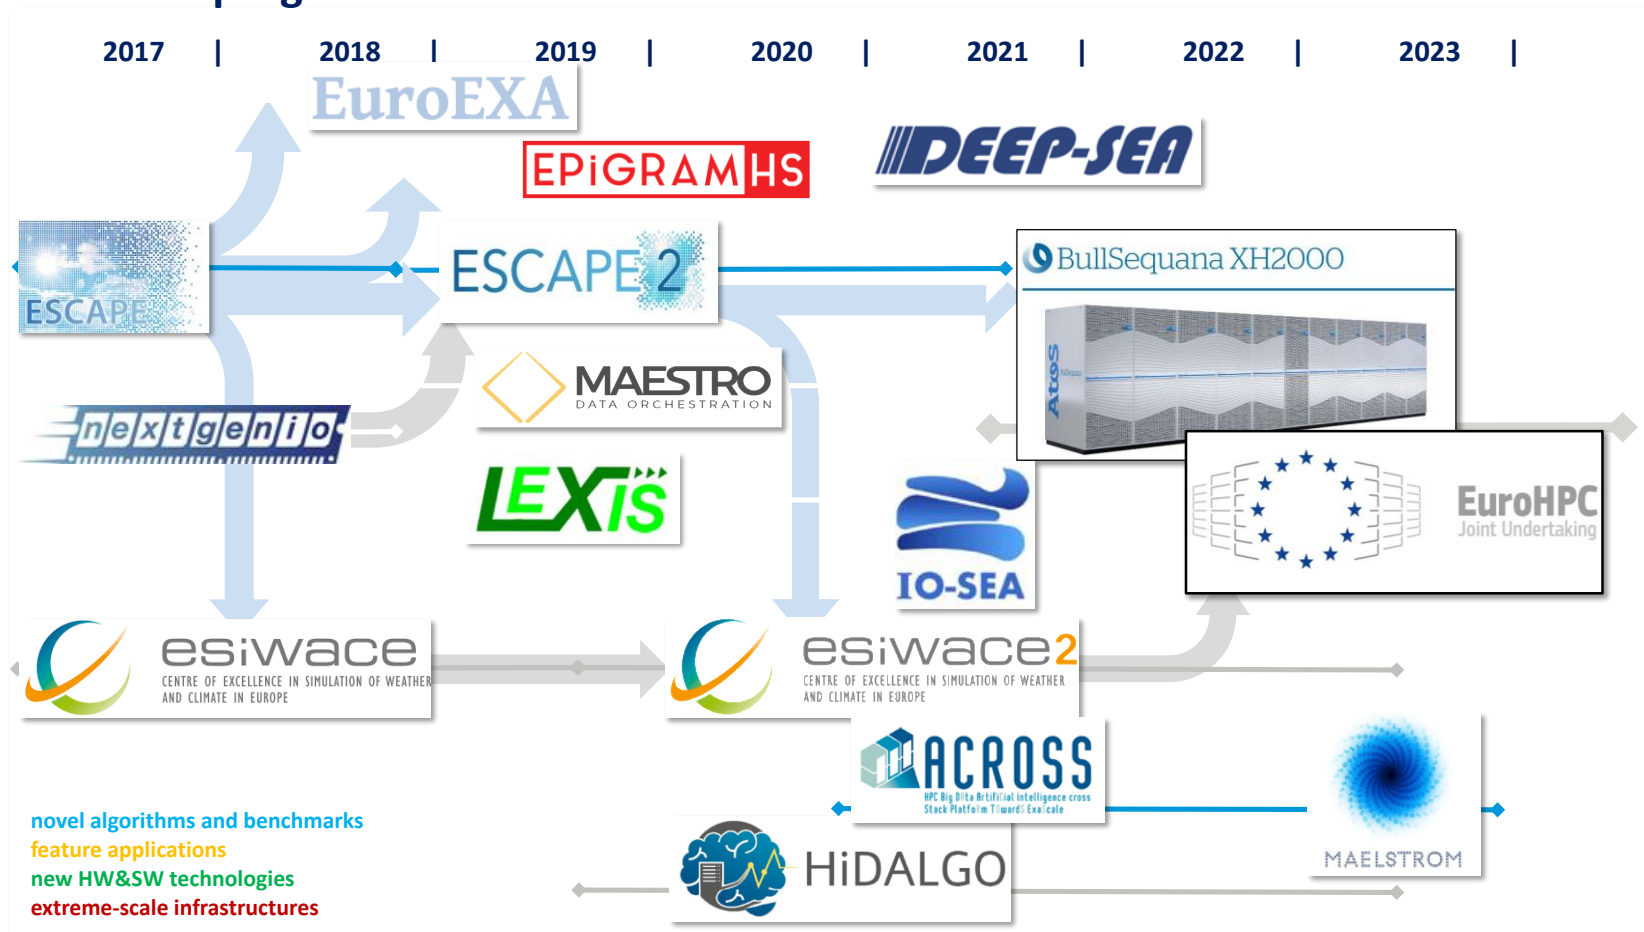 2017 | 2018 | 2019 | 2020 | 2021 | 2022 | 2023 |
EuroEXA
EPiGRAM HS
DEEP-SEA
ESCAPE
ESCAPE 2
BullSequana XH2000
Atos
MAESTRO
DATA ORCHESTRATION
nextgenio
LEXIS
IO-SEA
EuroHPC
Joint Undertaking
esiwace
CENTRE OF EXCELLENCE IN SIMULATION OF WEATHER
AND CLIMATE IN EUROPE
esiwace2
CENTRE OF EXCELLENCE IN SIMULATION OF WEATHER
AND CLIMATE IN EUROPE
ACROSS
HPC Big DAta ArtifiCial intelligence cross
Stack PlatfoRm TOwardS ExaScale
MAELSTROM
HiDALGO
novel algorithms and benchmarks
feature applications
new HW&SW technologies
extreme-scale infrastructures